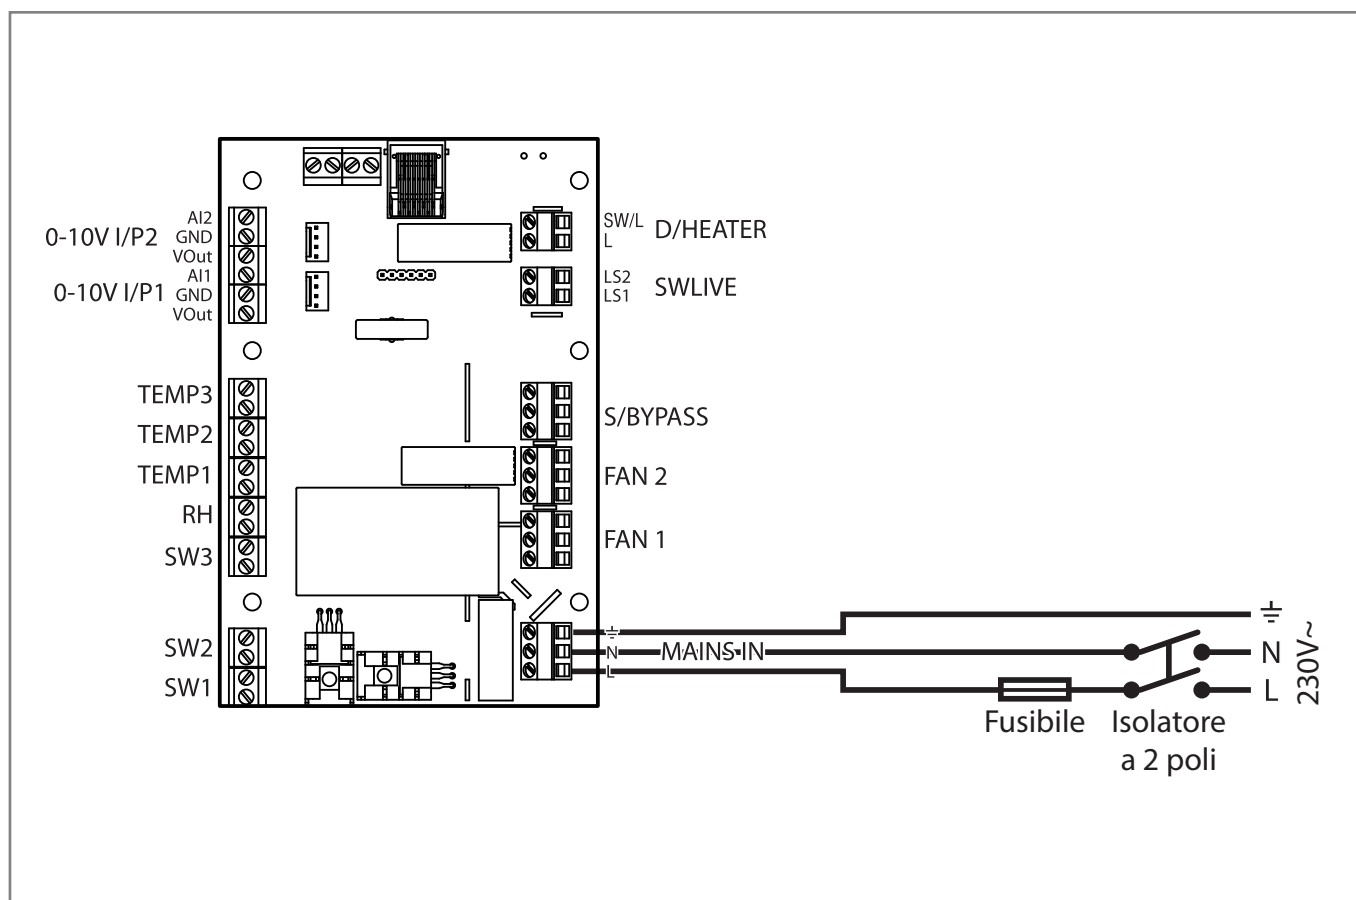 AI2
0-10V I/P2 GND
VOut
AI1
0-10V I/P1 GND
VOut
TEMP3
TEMP2
TEMP1
RH
SW3
SW2
SW1
SW/L
L
D/HEATER
LS2
LS1
SWLIVE
S/BYPASS
FAN 2
FAN 1
N MAINS IN
L
N
L
230V~
Fusibile
Isolatore
a 2 poli